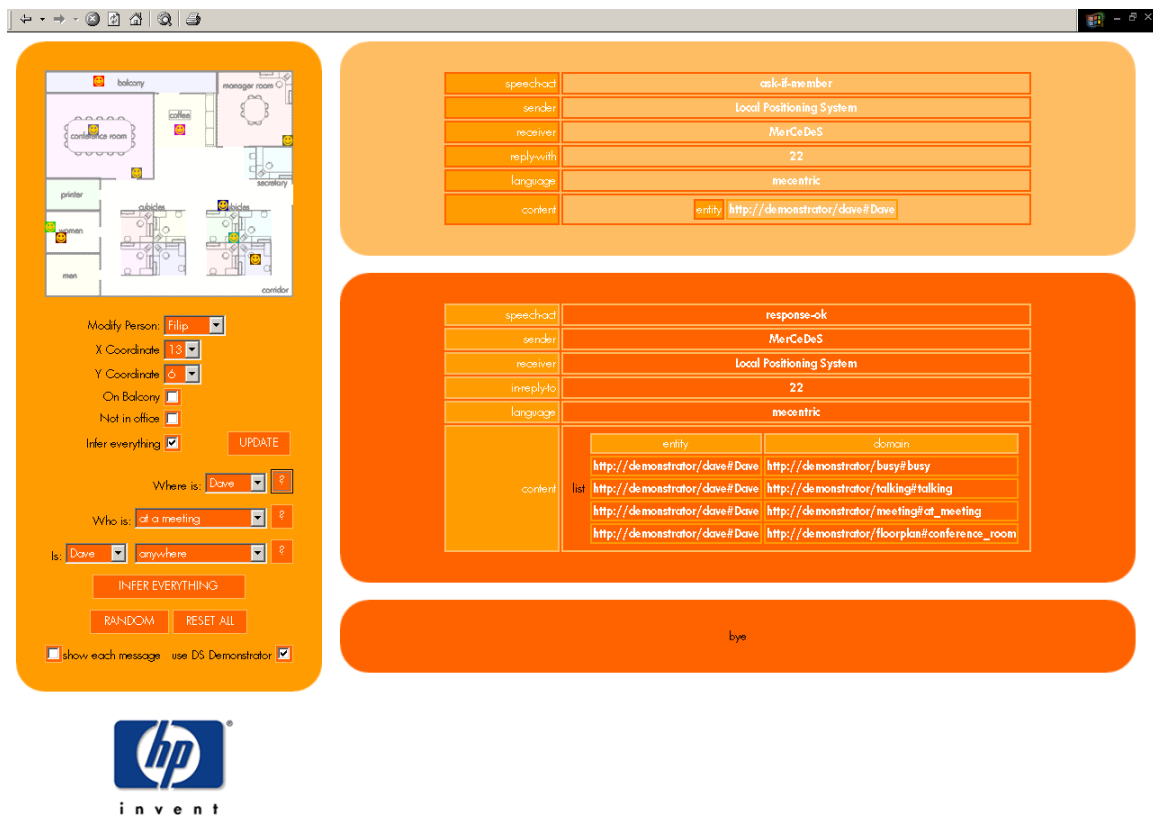 balcony
manager room
coffee
conference room
secretary
printer
cubicles
cubicles
women
men
corridor
Modify Person: Filip
X Coordinate 13
Y Coordinate 6
On Balcony
Not in office
Infer everything UPDATE
Where is: Dave ?
Who is: at a meeting ?
Is: Dave anywhere ?
INFER EVERYTHING
RANDOM RESET ALL
show each message use DS Demonstrator
hp®
invent
speech-act ask-if-member
sender Local Positioning System
receiver MerCeDeS
reply-with 22
language mecentric
content entity http://demonstrator/dave#Dave
speech-act response-ok
sender MerCeDeS
receiver Local Positioning System
in-reply-to 22
language mecentric
content list
entity domain
http://demonstrator/dave#Dave http://demonstrator/busy#busy
http://demonstrator/dave#Dave http://demonstrator/talking#talking
http://demonstrator/dave#Dave http://demonstrator/meeting#at_meeting
http://demonstrator/dave#Dave http://demonstrator/floorplan#conference_room
bye